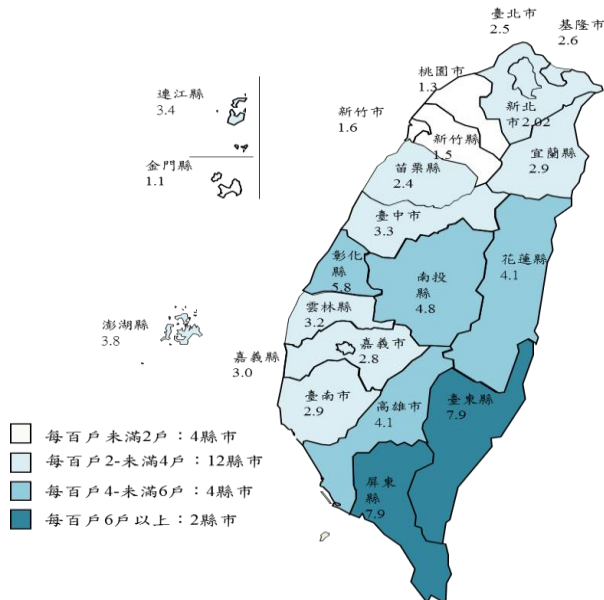 臺北市
2.5
基隆市
2.6
桃園市
1.3
連江縣
3.4
新北
市2.02
新竹市
1.6
新竹縣
1.5
宜蘭縣
2.9
金門縣
1.1
苗栗縣
2.4
臺中市
3.3
彰化
縣
5.8
南投
縣
4.8
花蓮縣
4.1
雲林縣
3.2
澎湖縣
3.8
嘉義市
2.8
嘉義縣
3.0
臺南市
2.9
高雄市
4.1
臺東縣
7.9
屏東
縣
7.9
每百戶未滿2戶：4縣市
每百戶2-未滿4戶：12縣市
每百戶4-未滿6戶：4縣市
每百戶6戶以上：2縣市